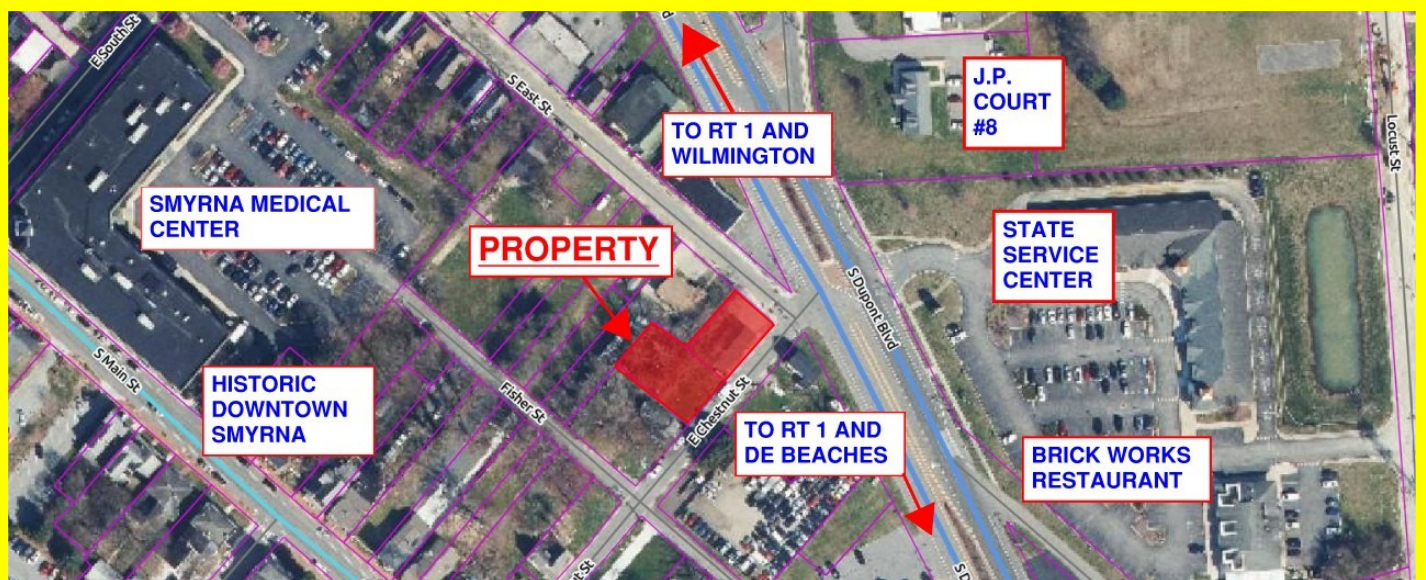 E South St
S East St
J.P.
COURT
#8
TO RT 1 AND
WILMINGTON
Locust St
SMYRNA MEDICAL
CENTER
PROPERTY
STATE
SERVICE
CENTER
S Dupont Blvd
S Main St
HISTORIC
DOWNTOWN
SMYRNA
Fisher St
E Chestnut St
TO RT 1 AND
DE BEACHES
BRICK WORKS
RESTAURANT